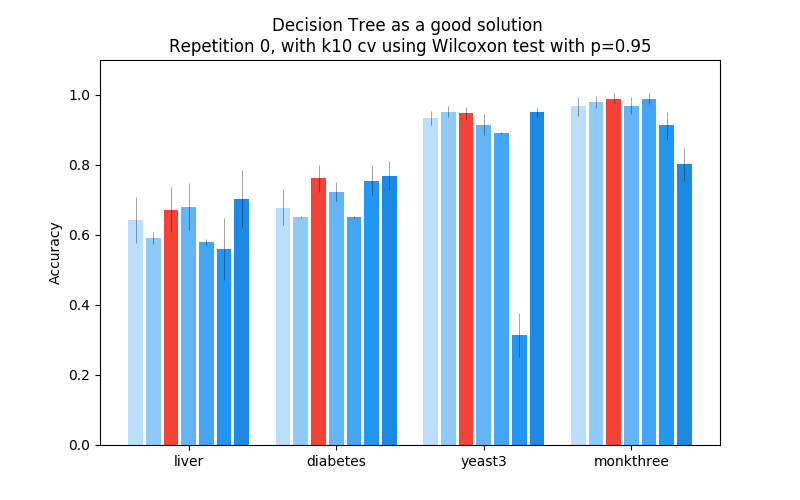 Decision Tree as a good solution
Repetition 0, with k10 cv using Wilcoxon test with p=0.95
1.0
0.8
0.6
0.4
0.2
0.0
Accuracy
liver
diabetes
yeast3
monkthree